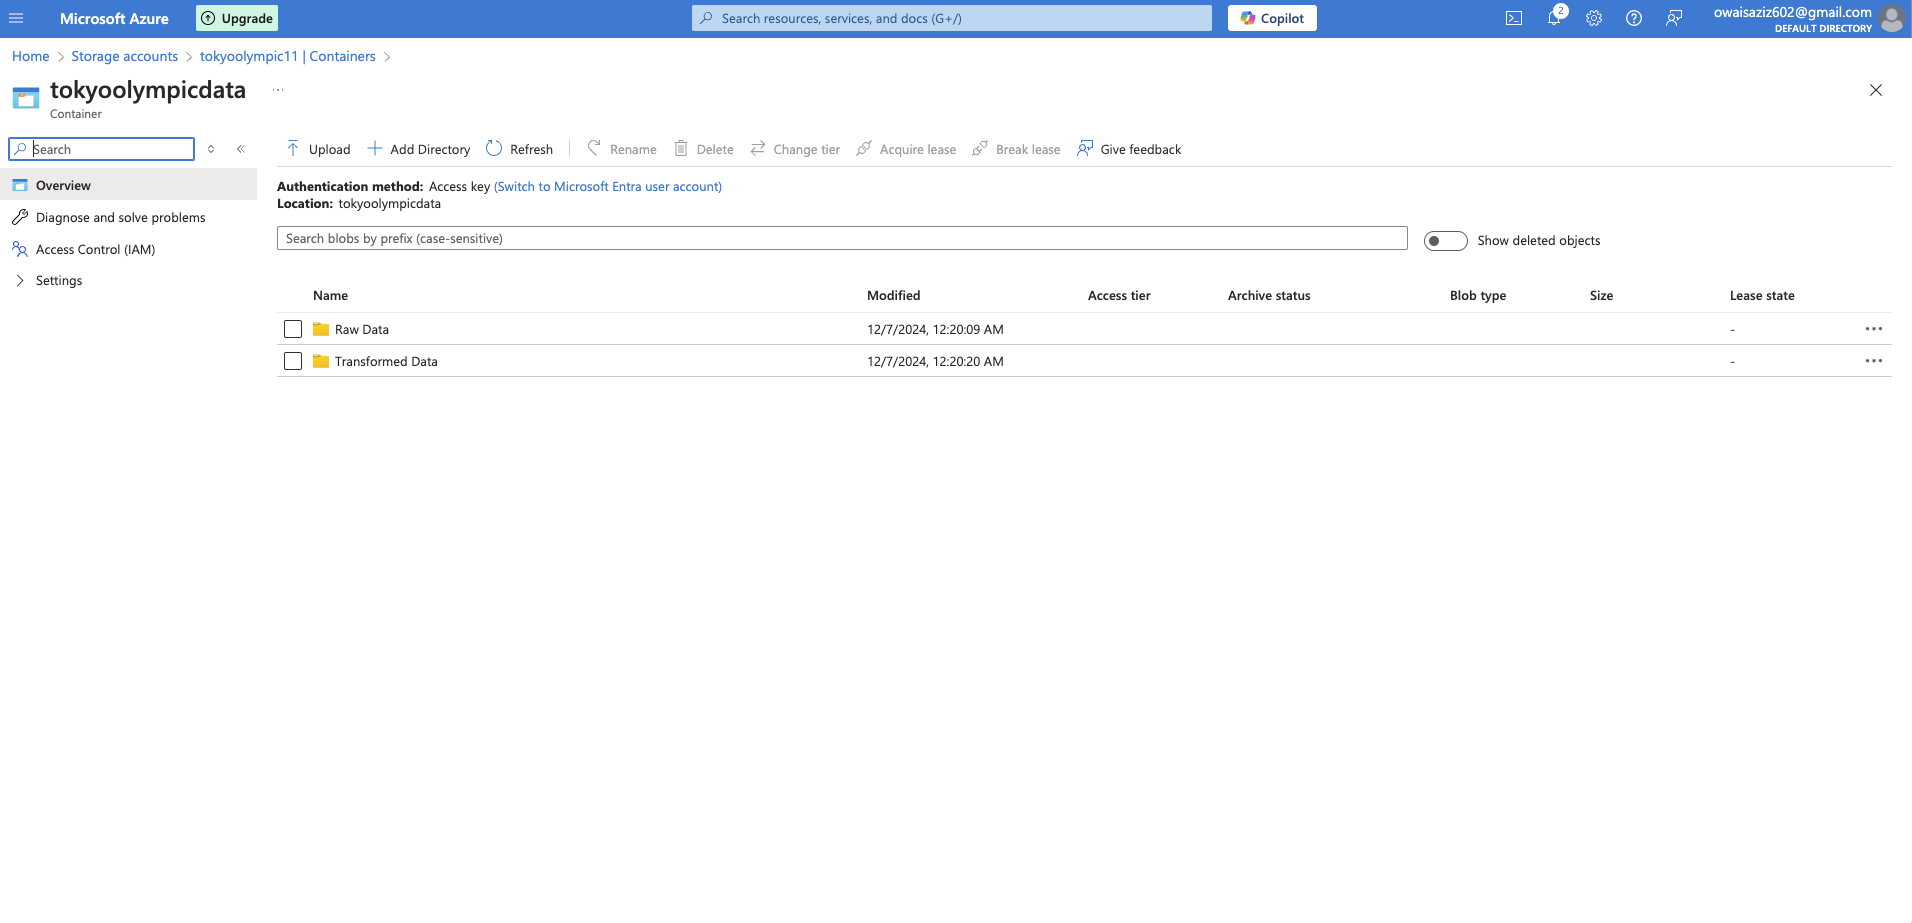 Microsoft Azure
Upgrade
Search resources, services, and docs (G+/)
Copilot
2
owaisaziz602@gmail.com
DEFAULT DIRECTORY
Home > Storage accounts > tokyoolympic11 | Containers >
tokyoolympicdata ...
Container
Search
Overview
Diagnose and solve problems
Access Control (IAM)
Settings
Upload Add Directory Refresh Rename Delete Change tier Acquire lease Break lease Give feedback
Authentication method: Access key (Switch to Microsoft Entra user account)
Location: tokyoolympicdata
Search blobs by prefix (case-sensitive)
Show deleted objects
Name Modified Access tier Archive status Blob type Size Lease state
Raw Data 12/7/2024, 12:20:09 AM -
Transformed Data 12/7/2024, 12:20:20 AM -